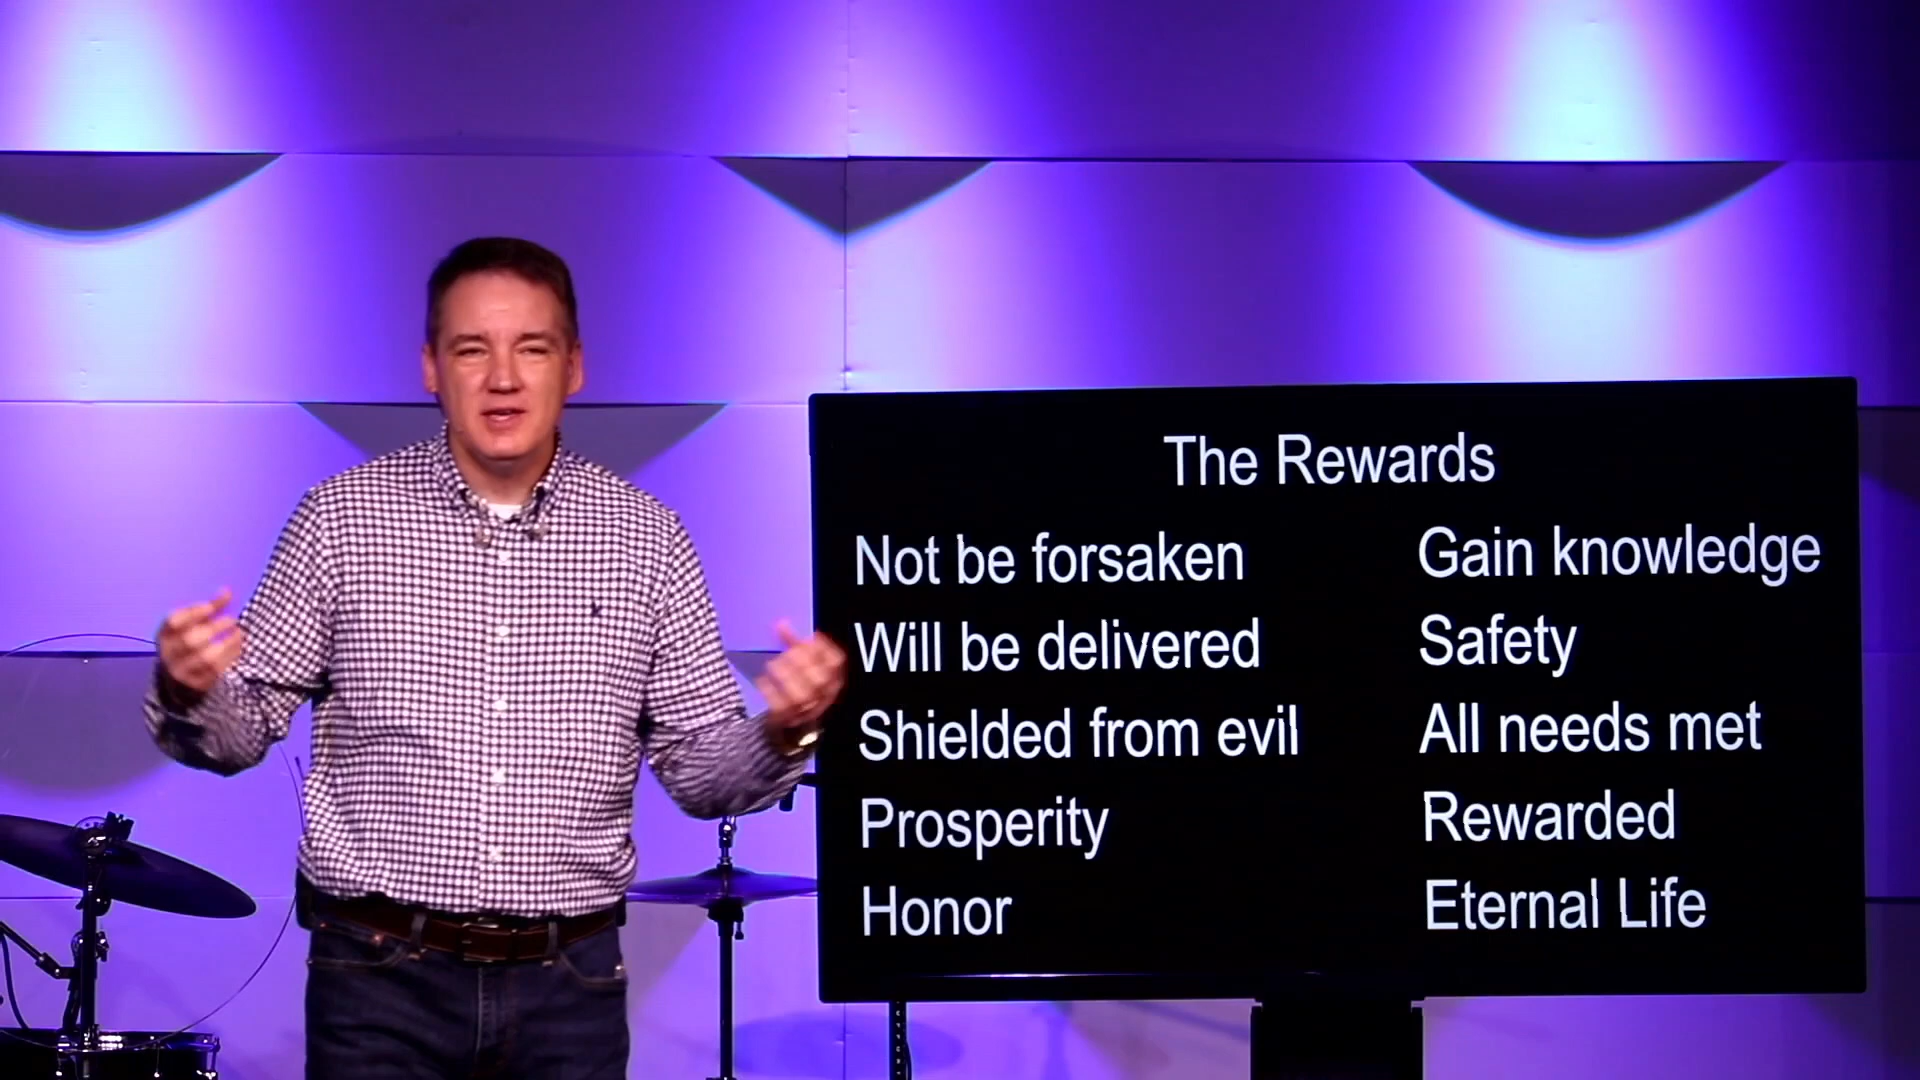 The Rewards
Not be forsaken
Will be delivered
Shielded from evil
Prosperity
Honor
Gain knowledge
Safety
All needs met
Rewarded
Eternal Life